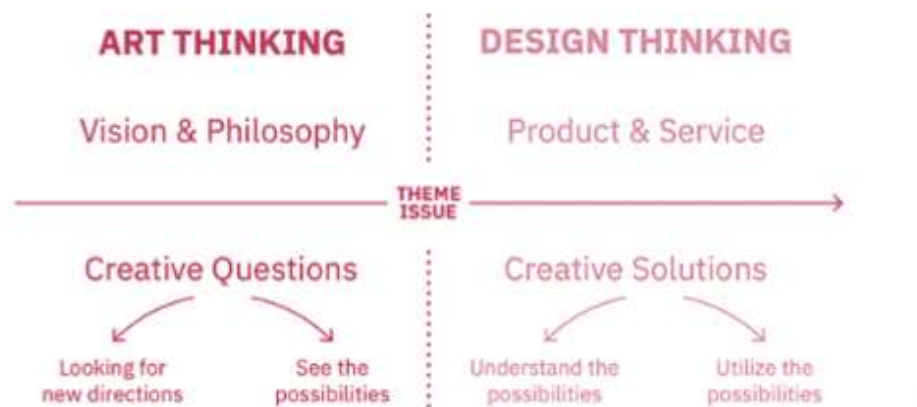 ART THINKING
DESIGN THINKING
Vision & Philosophy
Product & Service
THEME
ISSUE
Creative Questions
Creative Solutions
Looking for
new directions
See the
possibilities
Understand the
possibilities
Utilize the
possibilities